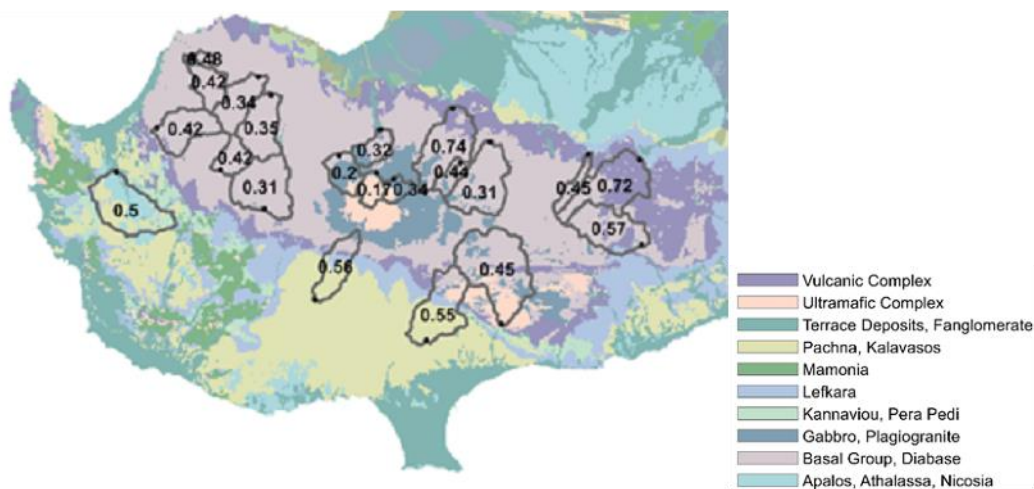 0.48
0.42
0.34
0.42
0.35
0.42
0.31
0.5
0.32
0.2
0.17
0.34
0.74
0.44
0.31
0.45
0.72
0.57
0.56
0.45
0.55
Vulcanic Complex
Ultramafic Complex
Terrace Deposits, Fanglomerate
Pachna, Kalavasos
Mamonia
Lefkara
Kannaviou, Pera Pedi
Gabbro, Plagiogranite
Basal Group, Diabase
Apalos, Athalassa, Nicosia